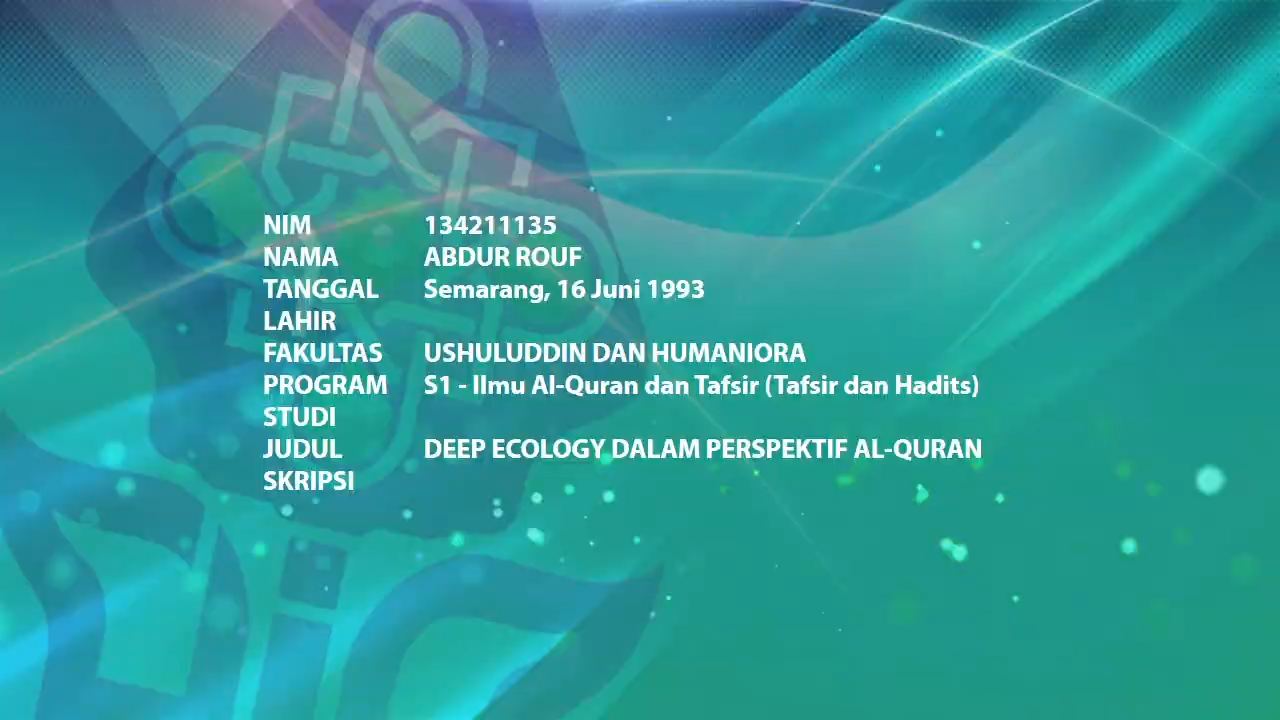 NIM 134211135
NAMA ABDUR ROUF
TANGGAL LAHIR Semarang, 16 Juni 1993
FAKULTAS USHULUDDIN DAN HUMANIORA
PROGRAM STUDI S1 - Ilmu Al-Quran dan Tafsir (Tafsir dan Hadits)
JUDUL SKRIPSI DEEP ECOLOGY DALAM PERSPEKTIF AL-QURAN